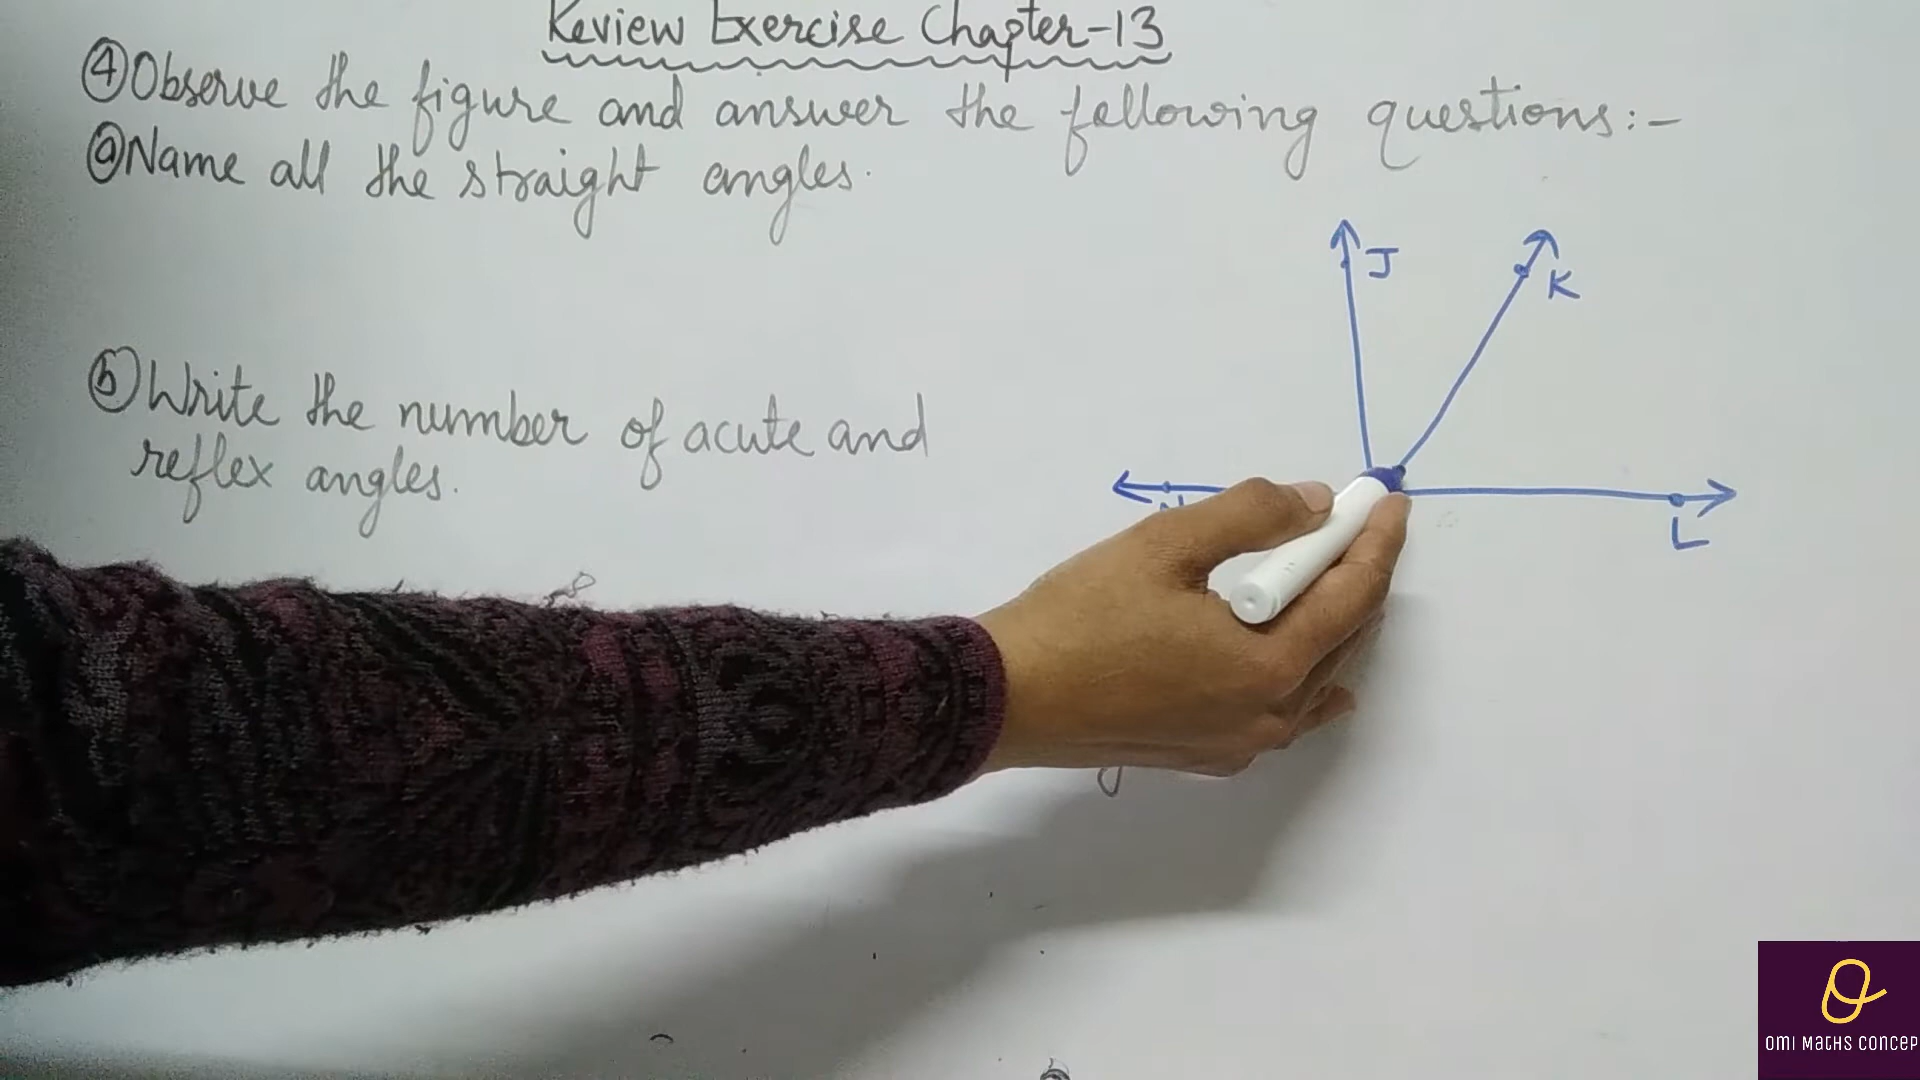 Review Exercise Chapter-13
④ Observe the figure and answer the following questions:-
ⓐ Name all the straight angles.
J
K
ⓑ Write the number of acute and
reflex angles.
L
OMI MATHS CONCEP